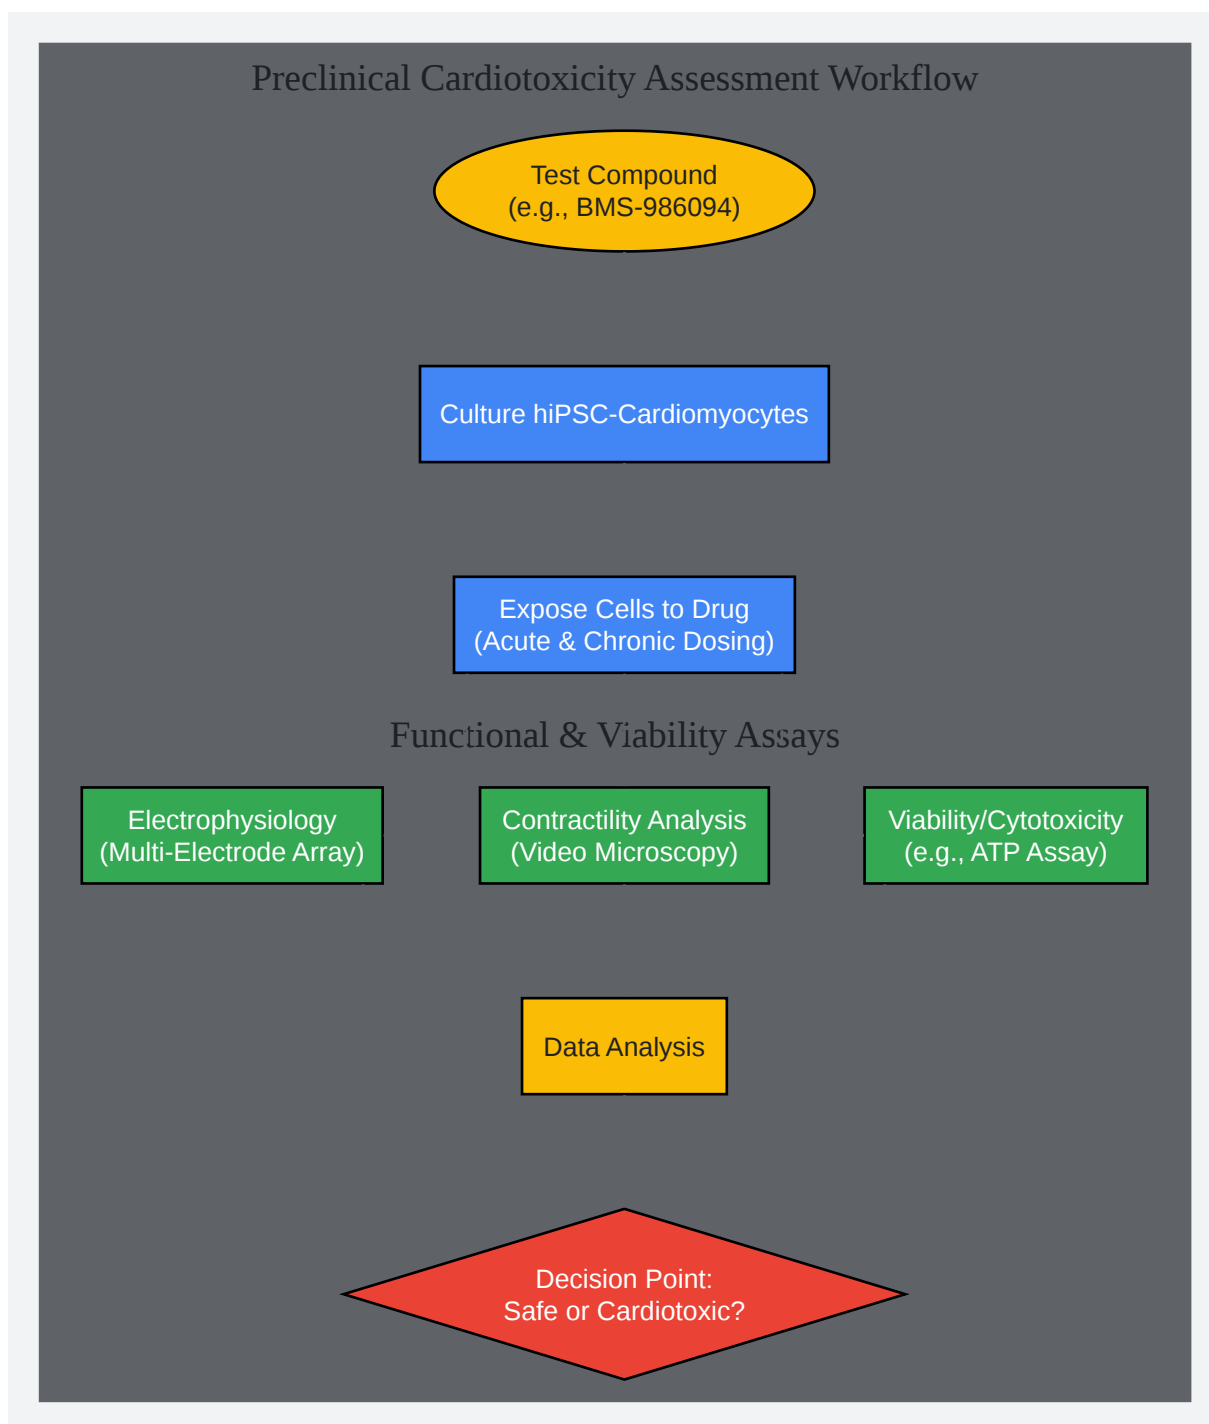 Preclinical Cardiotoxicity Assessment Workflow
Test Compound
(e.g., BMS-986094)
Culture hiPSC-Cardiomyocytes
Expose Cells to Drug
(Acute & Chronic Dosing)
Functional & Viability Assays
Electrophysiology
(Multi-Electrode Array)
Contractility Analysis
(Video Microscopy)
Viability/Cytotoxicity
(e.g., ATP Assay)
Data Analysis
Decision Point:
Safe or Cardiotoxic?